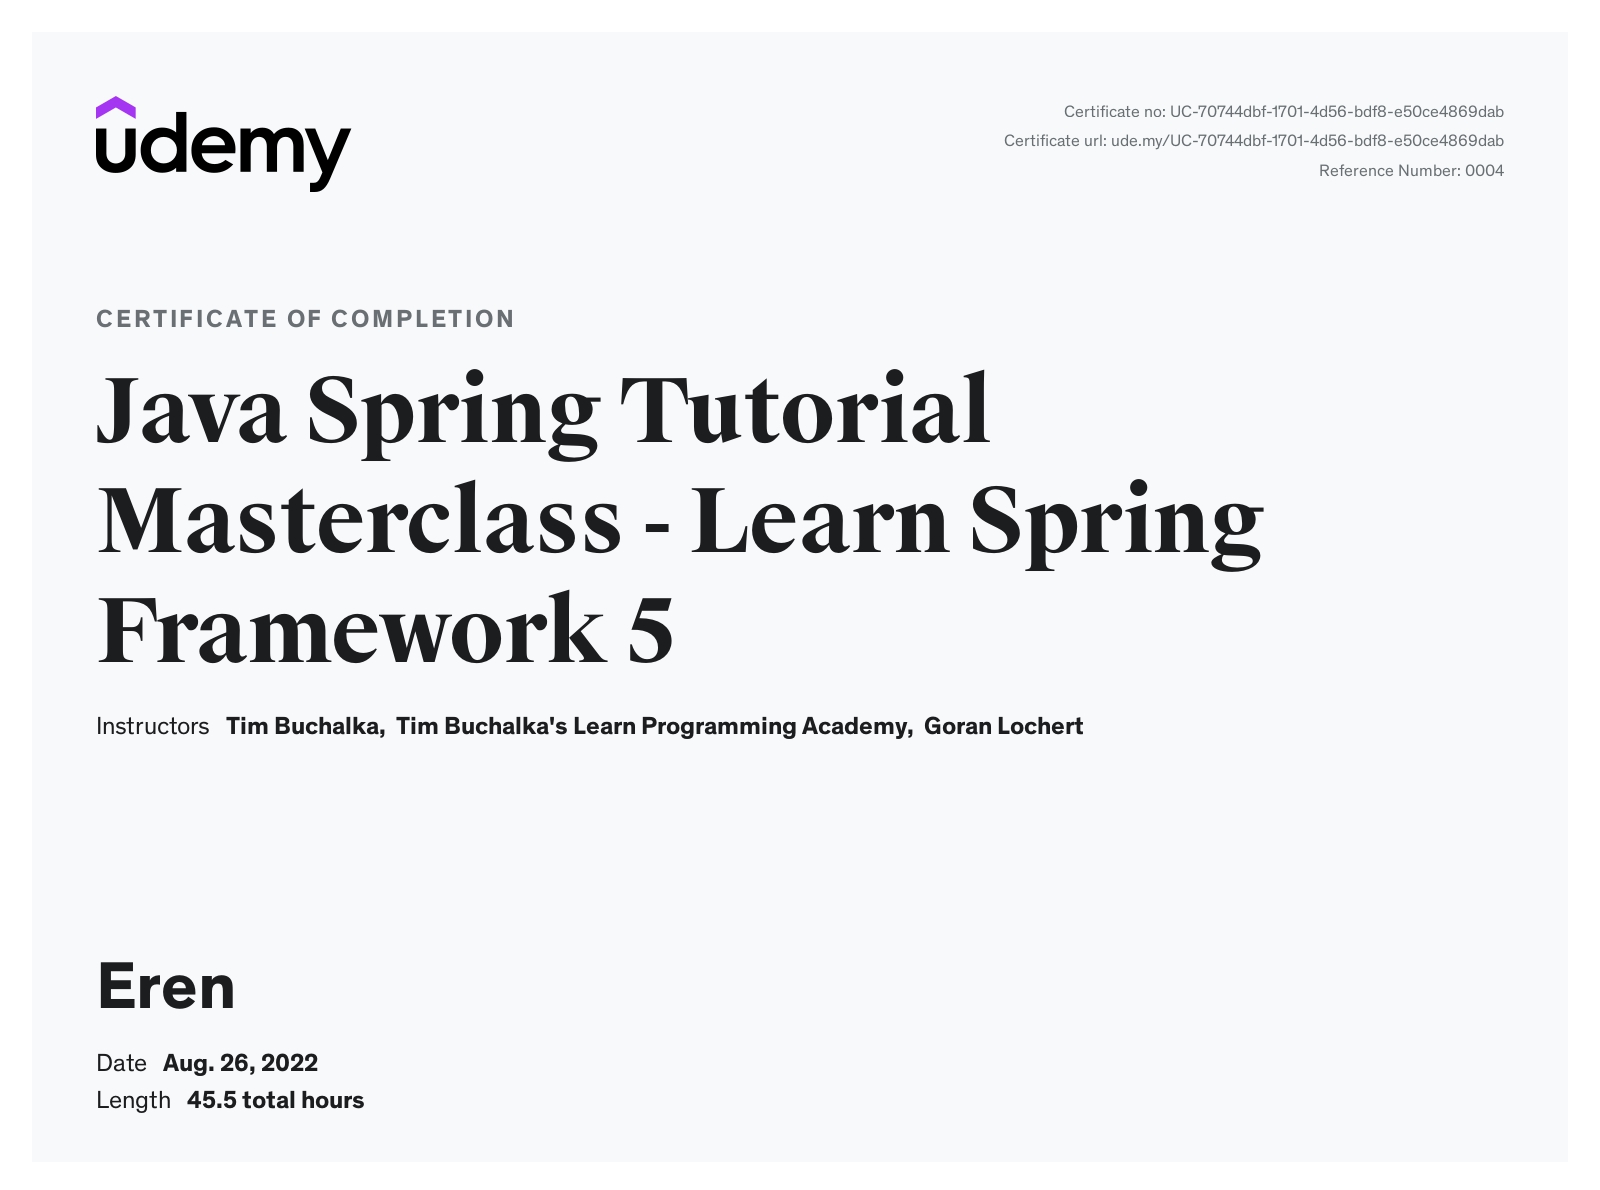 udemy
Certificate no: UC-70744dbf-1701-4d56-bdf8-e50ce4869dab
Certificate url: ude.my/UC-70744dbf-1701-4d56-bdf8-e50ce4869dab
Reference Number: 0004
CERTIFICATE OF COMPLETION
Java Spring Tutorial
Masterclass - Learn Spring
Framework 5
Instructors Tim Buchalka, Tim Buchalka's Learn Programming Academy, Goran Lochert
Eren
Date Aug. 26, 2022
Length 45.5 total hours